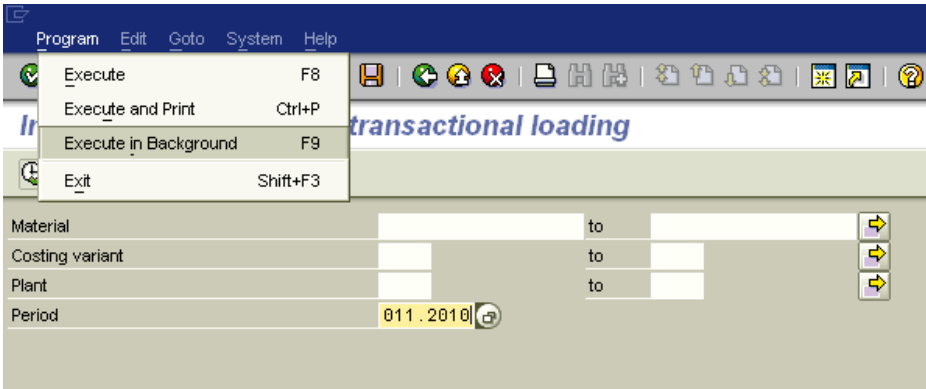 Program Edit Goto System Help
Execute F8
Execute and Print Ctrl+P
transactional loading
Execute in Background F9
Exit Shift+F3
Material to
Costing variant to
Plant to
Period 011.2010